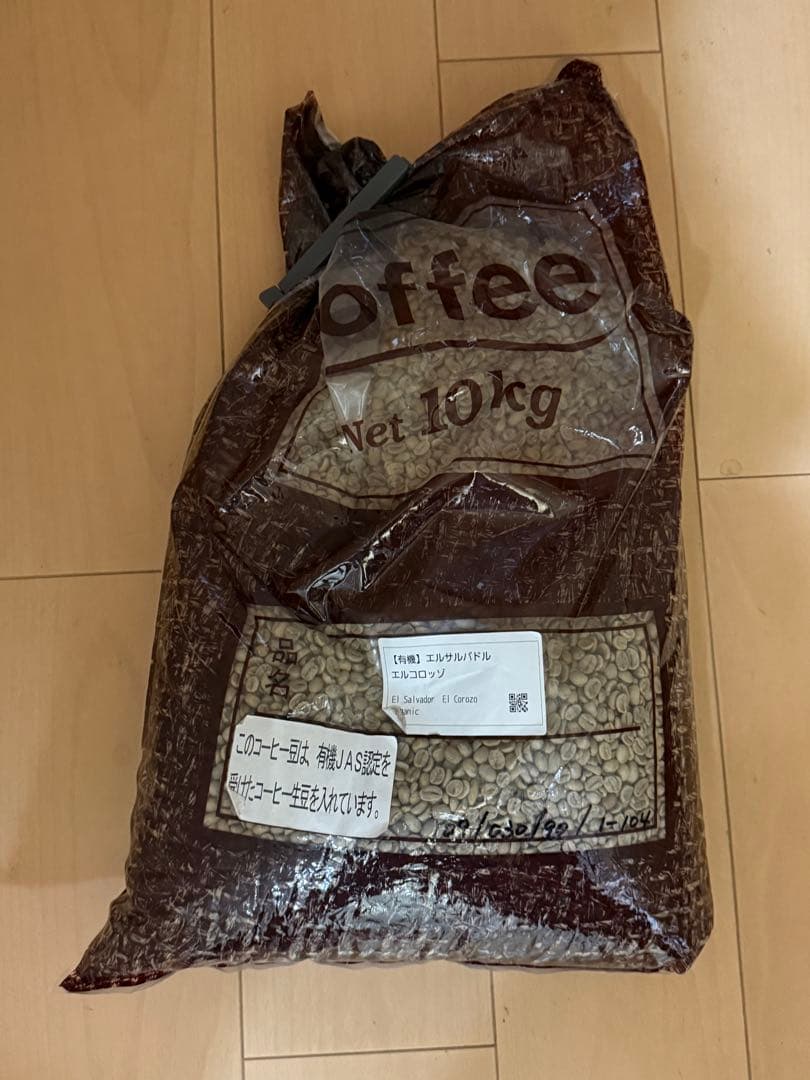 offee
Net 10kg
品名
【有機】エルサルバドル
エルコロッゾ
El Salvador El Corozo
このコーヒー豆は、有機JAS認定を
受けたコーヒー生豆を入れています。
1-104